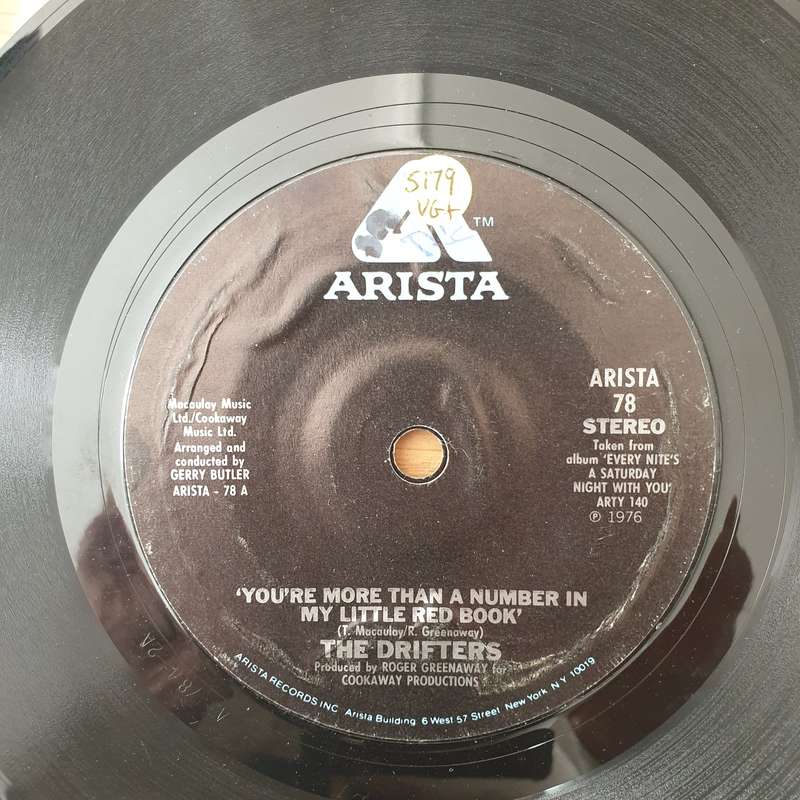 S179
VG+
TM
ARISTA
Macaulay Music
Ltd./Cookaway
Music Ltd.
Arranged and
conducted by
GERRY BUTLER
ARISTA - 78 A
ARISTA
78
STEREO
Taken from
album 'EVERY NITE'S
A SATURDAY
NIGHT WITH YOU'
ARTY 140
℗ 1976
'YOU'RE MORE THAN A NUMBER IN
MY LITTLE RED BOOK'
(T. Macaulay/R. Greenaway)
THE DRIFTERS
Produced by ROGER GREENAWAY for
COOKAWAY PRODUCTIONS
ARISTA RECORDS INC Arista Building 6 West 57 Street New York N Y 10019